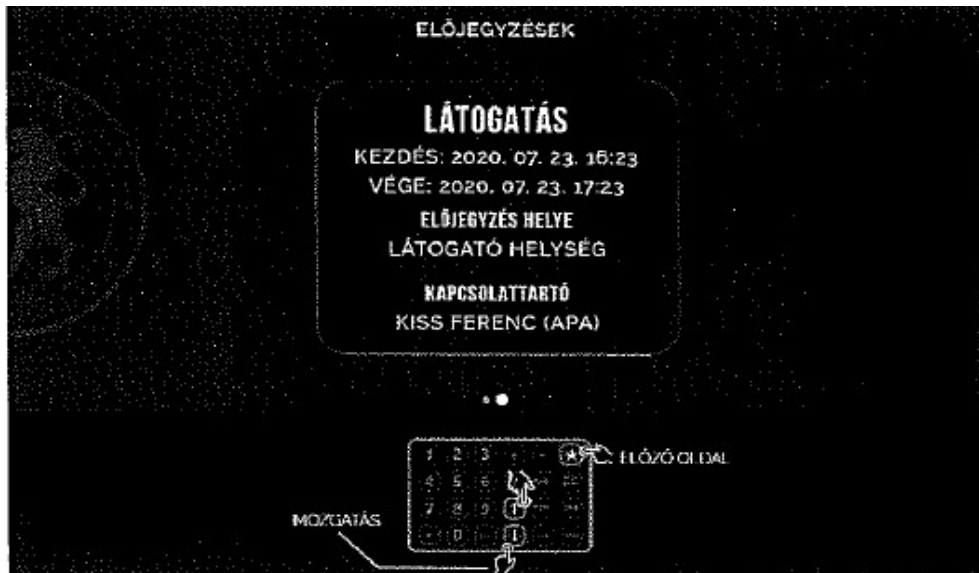 ELŐJEGYZÉSEK
LÁTOGATÁS
KEZDÉS: 2020. 07. 23. 16:23
VÉGE: 2020. 07. 23. 17:23
ELŐJEGYZÉS HELYE
LÁTOGATÓ HELYSÉG
KAPCSOLATTARTÓ
KISS FERENC (APA)
1 2 3
ELŐZŐ OLDAL
4 5 6
7 8 9
MOZGATÁS
0